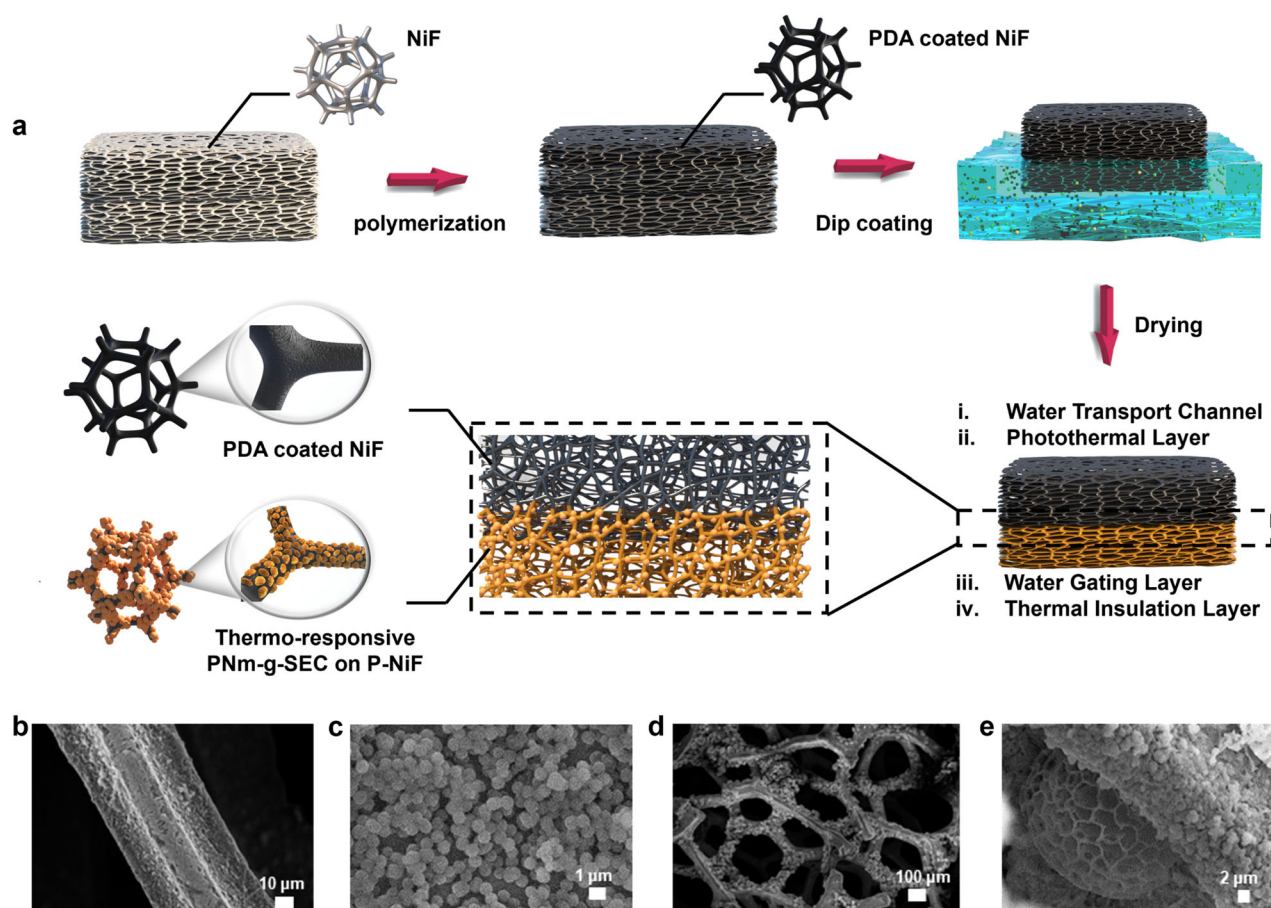 a
NiF
PDA coated NiF
polymerization
Dip coating
Drying
PDA coated NiF
Thermo-responsive
PNm-g-SEC on P-NiF
i. Water Transport Channel
ii. Photothermal Layer
iii. Water Gating Layer
iv. Thermal Insulation Layer
b
10 µm
c
1 µm
d
100 µm
e
2 µm